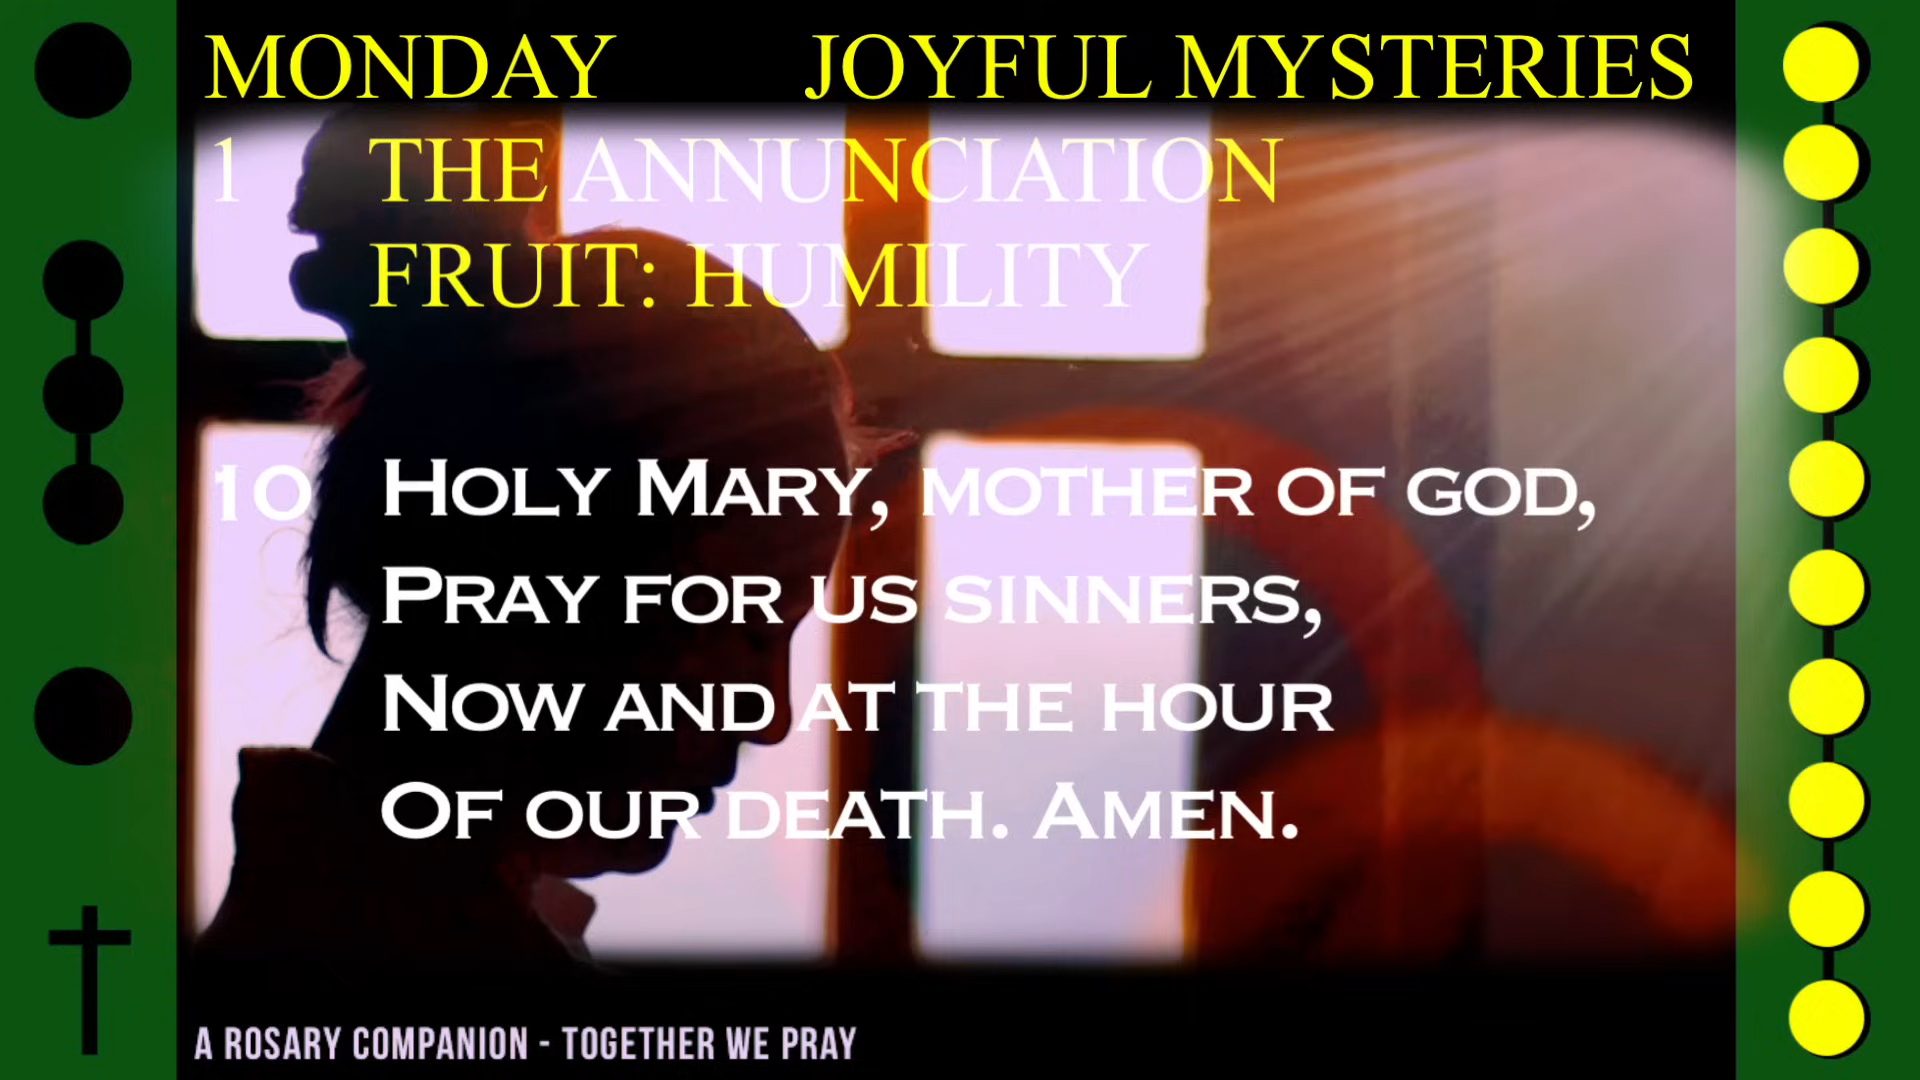 MONDAY JOYFUL MYSTERIES
1 THE ANNUNCIATION
FRUIT: HUMILITY
10 HOLY MARY, MOTHER OF GOD,
PRAY FOR US SINNERS,
NOW AND AT THE HOUR
OF OUR DEATH. AMEN.
A ROSARY COMPANION - TOGETHER WE PRAY